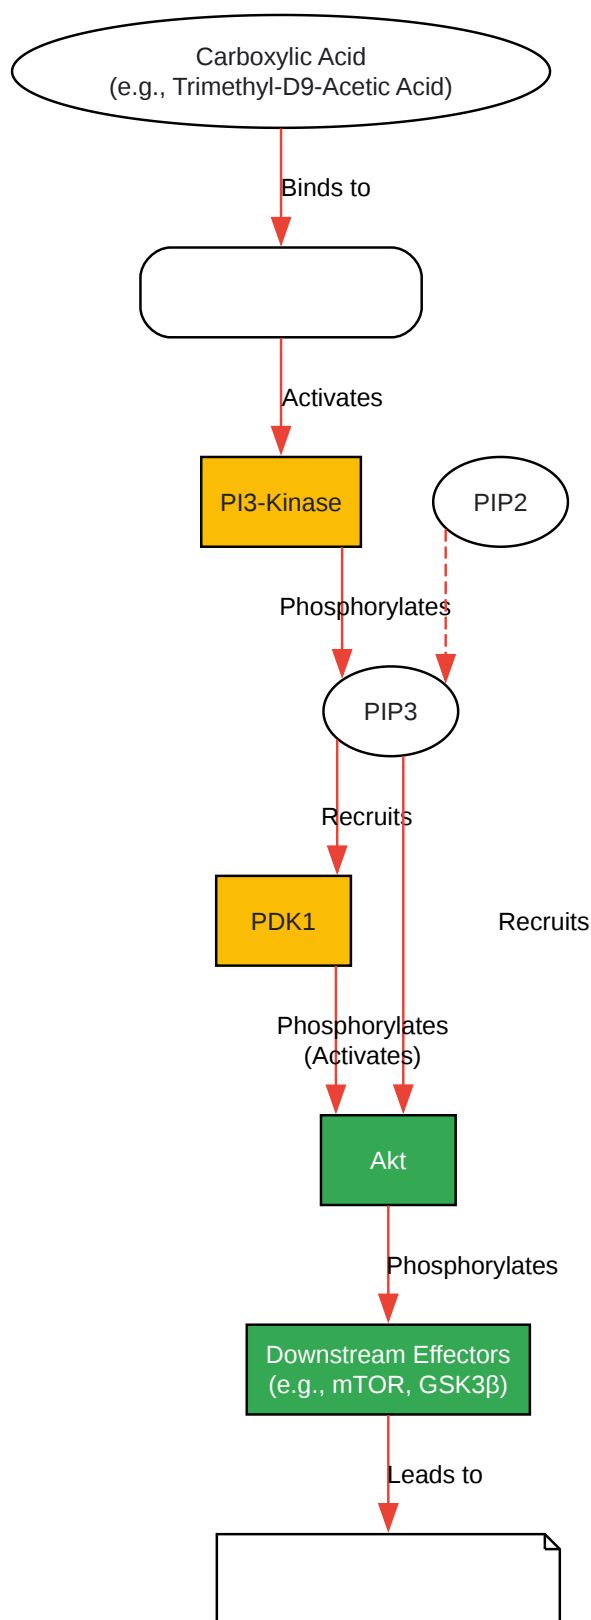 Carboxylic Acid
(e.g., Trimethyl-D9-Acetic Acid)
Binds to
Activates
PI3-Kinase
PIP2
Phosphorylates
PIP3
Recruits
PDK1
Recruits
Phosphorylates
(Activates)
Akt
Phosphorylates
Downstream Effectors
(e.g., mTOR, GSK3β)
Leads to